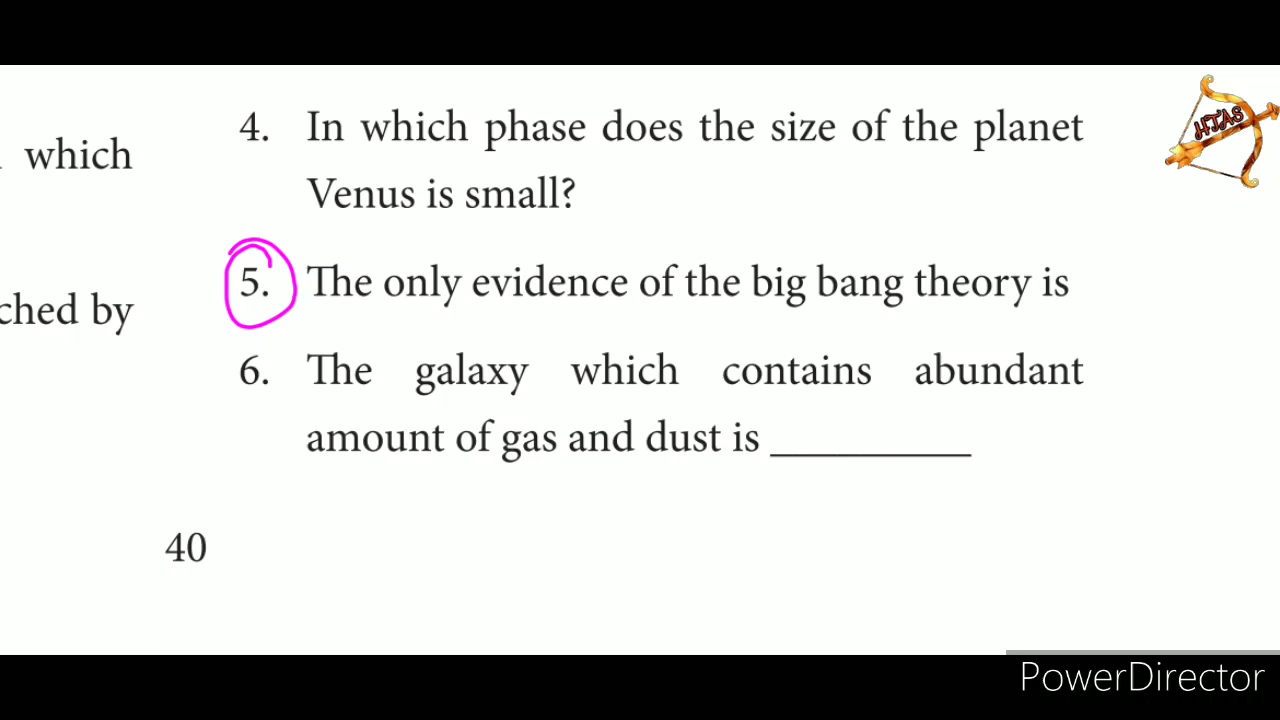 which
ched by
4. In which phase does the size of the planet
Venus is small?
5. The only evidence of the big bang theory is
6. The galaxy which contains abundant
amount of gas and dust is __________
40
HTAS
PowerDirector